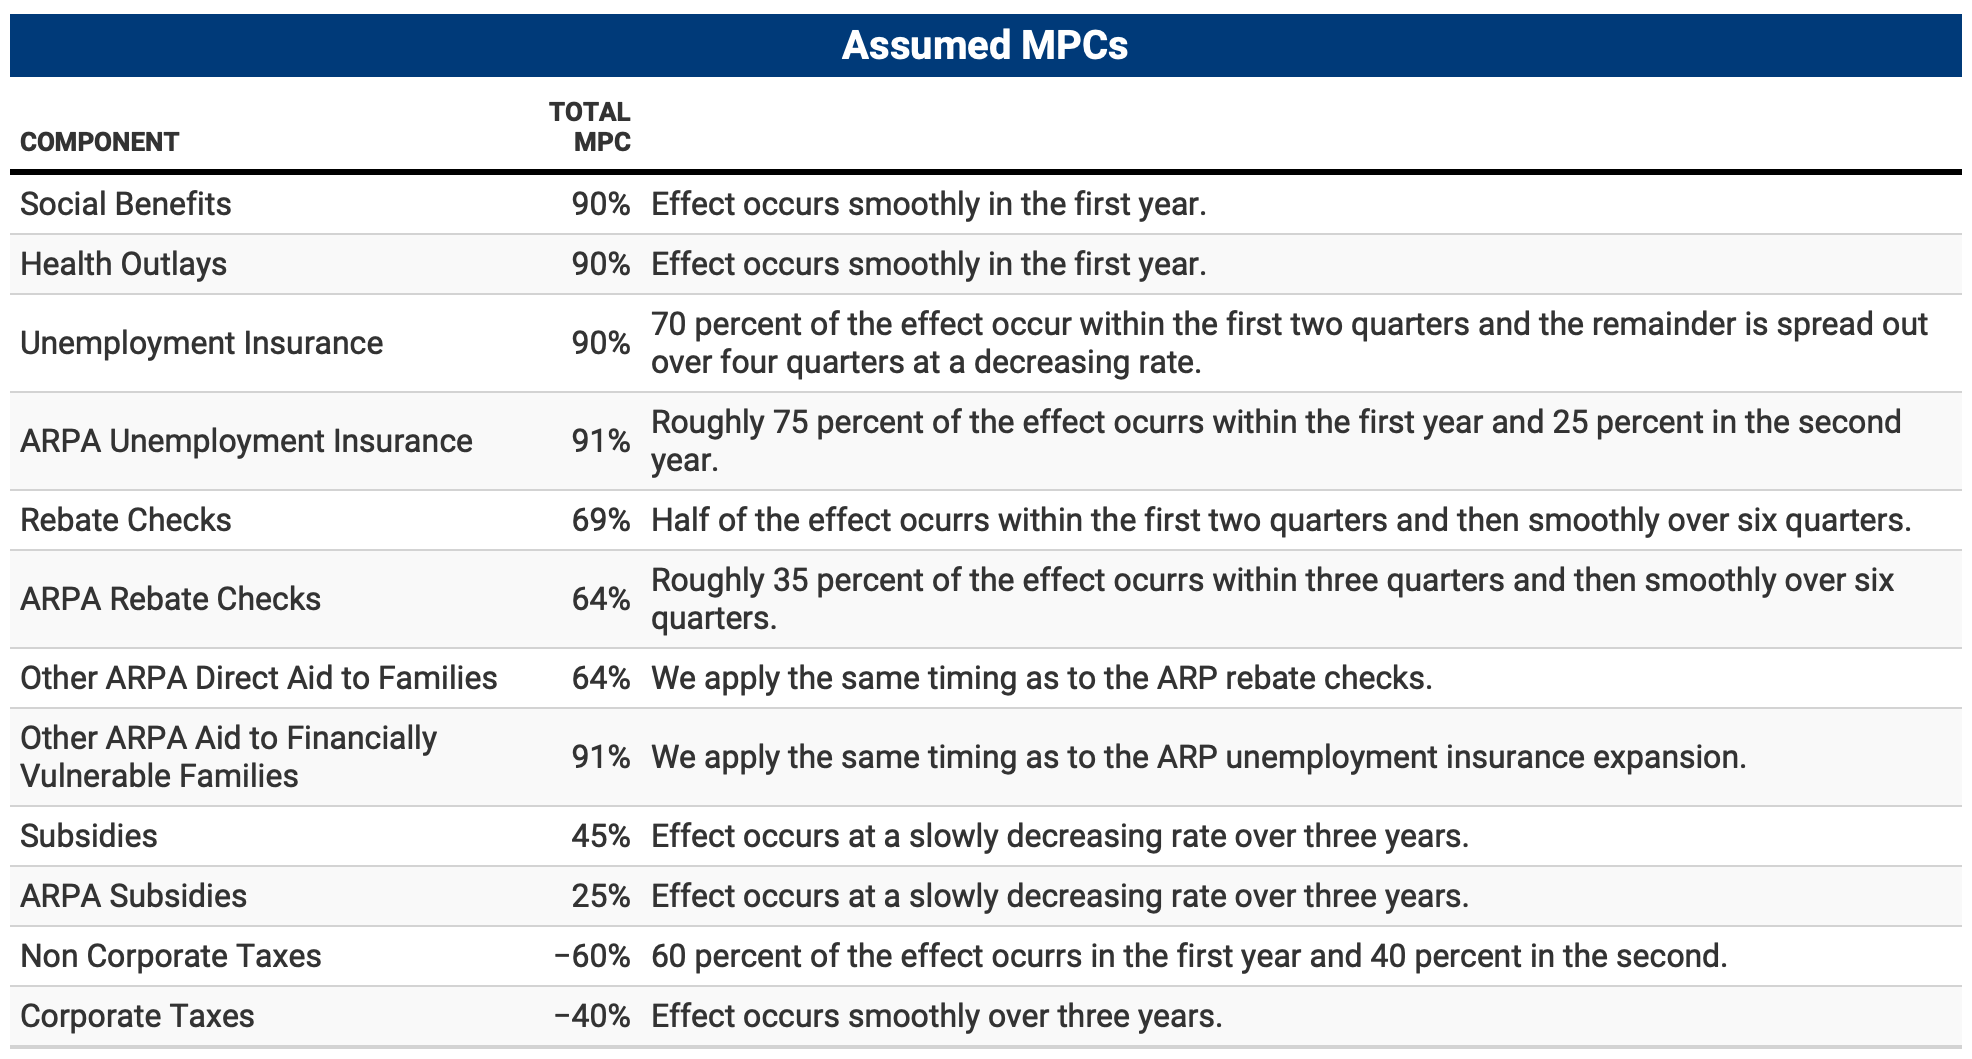 Assumed MPCs
COMPONENT TOTAL MPC
Social Benefits 90% Effect occurs smoothly in the first year.
Health Outlays 90% Effect occurs smoothly in the first year.
Unemployment Insurance 90% 70 percent of the effect occur within the first two quarters and the remainder is spread out
over four quarters at a decreasing rate.
ARPA Unemployment Insurance 91% Roughly 75 percent of the effect ocurrs within the first year and 25 percent in the second
year.
Rebate Checks 69% Half of the effect ocurrs within the first two quarters and then smoothly over six quarters.
ARPA Rebate Checks 64% Roughly 35 percent of the effect ocurrs within three quarters and then smoothly over six
quarters.
Other ARPA Direct Aid to Families 64% We apply the same timing as to the ARP rebate checks.
Other ARPA Aid to Financially
Vulnerable Families 91% We apply the same timing as to the ARP unemployment insurance expansion.
Subsidies 45% Effect occurs at a slowly decreasing rate over three years.
ARPA Subsidies 25% Effect occurs at a slowly decreasing rate over three years.
Non Corporate Taxes −60% 60 percent of the effect ocurrs in the first year and 40 percent in the second.
Corporate Taxes −40% Effect occurs smoothly over three years.